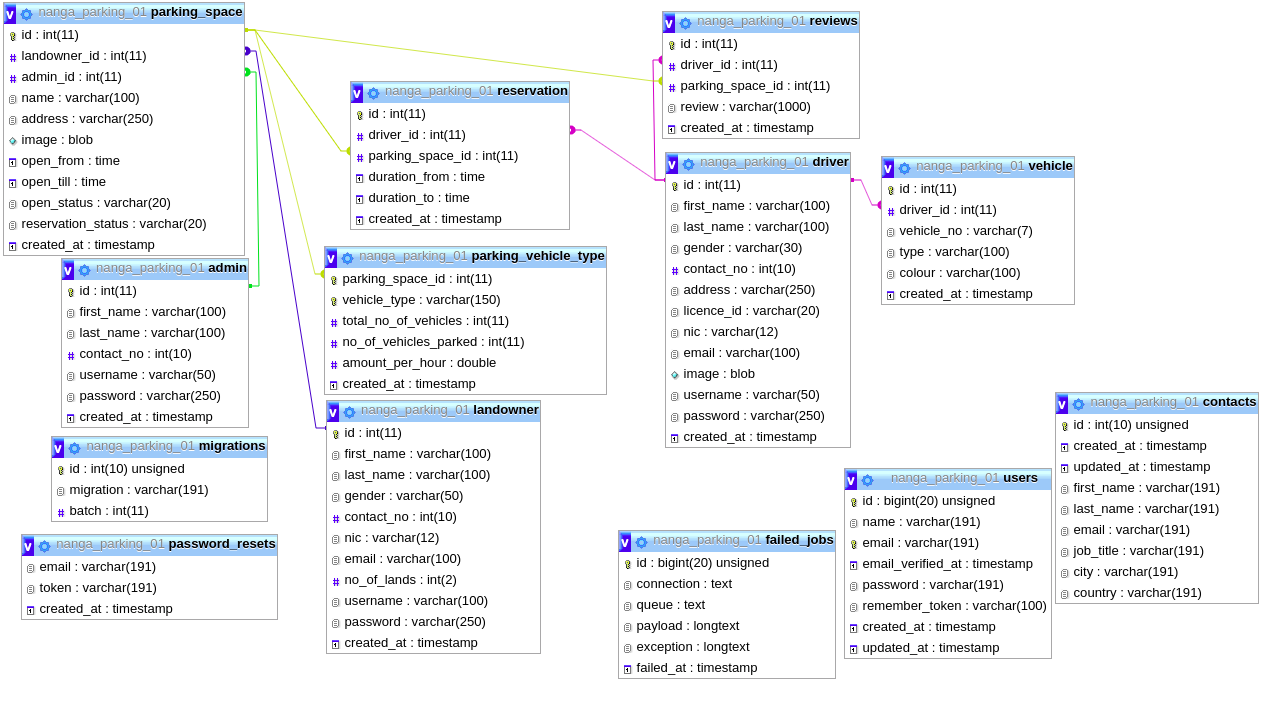 v nanga_parking_01 parking_space
id : int(11)
# landowner_id : int(11)
# admin_id : int(11)
name : varchar(100)
address : varchar(250)
image : blob
open_from : time
open_till : time
open_status : varchar(20)
reservation_status : varchar(20)
created_at : timestamp
v nanga_parking_01 admin
id : int(11)
first_name : varchar(100)
last_name : varchar(100)
# contact_no : int(10)
username : varchar(50)
password : varchar(250)
created_at : timestamp
v nanga_parking_01 migrations
id : int(10) unsigned
migration : varchar(191)
# batch : int(11)
v nanga_parking_01 password_resets
email : varchar(191)
token : varchar(191)
created_at : timestamp
v nanga_parking_01 reservation
id : int(11)
# driver_id : int(11)
# parking_space_id : int(11)
duration_from : time
duration_to : time
created_at : timestamp
v nanga_parking_01 parking_vehicle_type
parking_space_id : int(11)
vehicle_type : varchar(150)
# total_no_of_vehicles : int(11)
# no_of_vehicles_parked : int(11)
amount_per_hour : double
created_at : timestamp
v nanga_parking_01 landowner
id : int(11)
first_name : varchar(100)
last_name : varchar(100)
gender : varchar(50)
# contact_no : int(10)
nic : varchar(12)
email : varchar(100)
# no_of_lands : int(2)
username : varchar(100)
password : varchar(250)
created_at : timestamp
v nanga_parking_01 reviews
id : int(11)
# driver_id : int(11)
# parking_space_id : int(11)
review : varchar(1000)
created_at : timestamp
v nanga_parking_01 driver
id : int(11)
first_name : varchar(100)
last_name : varchar(100)
gender : varchar(30)
# contact_no : int(10)
address : varchar(250)
licence_id : varchar(20)
nic : varchar(12)
email : varchar(100)
image : blob
username : varchar(50)
password : varchar(250)
created_at : timestamp
v nanga_parking_01 vehicle
id : int(11)
# driver_id : int(11)
vehicle_no : varchar(7)
type : varchar(100)
colour : varchar(100)
created_at : timestamp
v nanga_parking_01 failed_jobs
id : bigint(20) unsigned
connection : text
queue : text
payload : longtext
exception : longtext
failed_at : timestamp
v nanga_parking_01 users
id : bigint(20) unsigned
name : varchar(191)
email : varchar(191)
email_verified_at : timestamp
password : varchar(191)
remember_token : varchar(100)
created_at : timestamp
updated_at : timestamp
v nanga_parking_01 contacts
id : int(10) unsigned
created_at : timestamp
updated_at : timestamp
first_name : varchar(191)
last_name : varchar(191)
email : varchar(191)
job_title : varchar(191)
city : varchar(191)
country : varchar(191)